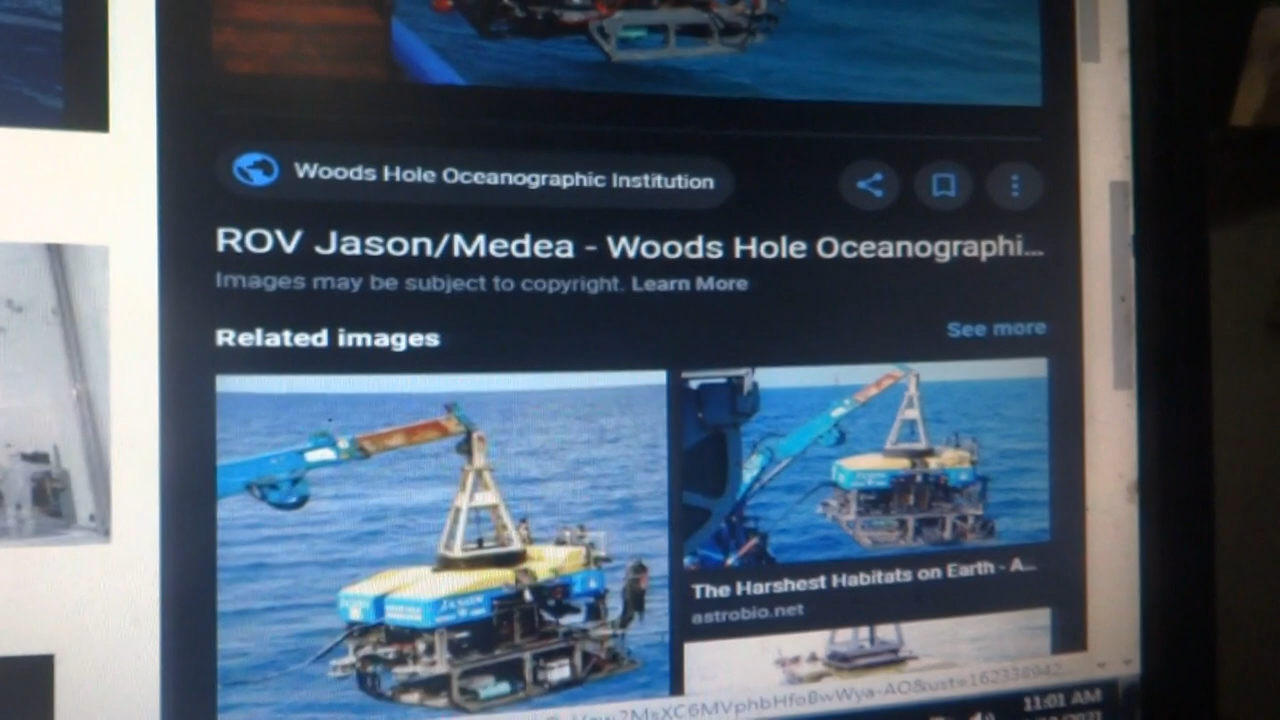 Woods Hole Oceanographic Institution
ROV Jason/Medea - Woods Hole Oceanographi...
Images may be subject to copyright. Learn More
Related images
See more
JASON
The Harshest Habitats on Earth - A...
astrobio.net
11:01 AM